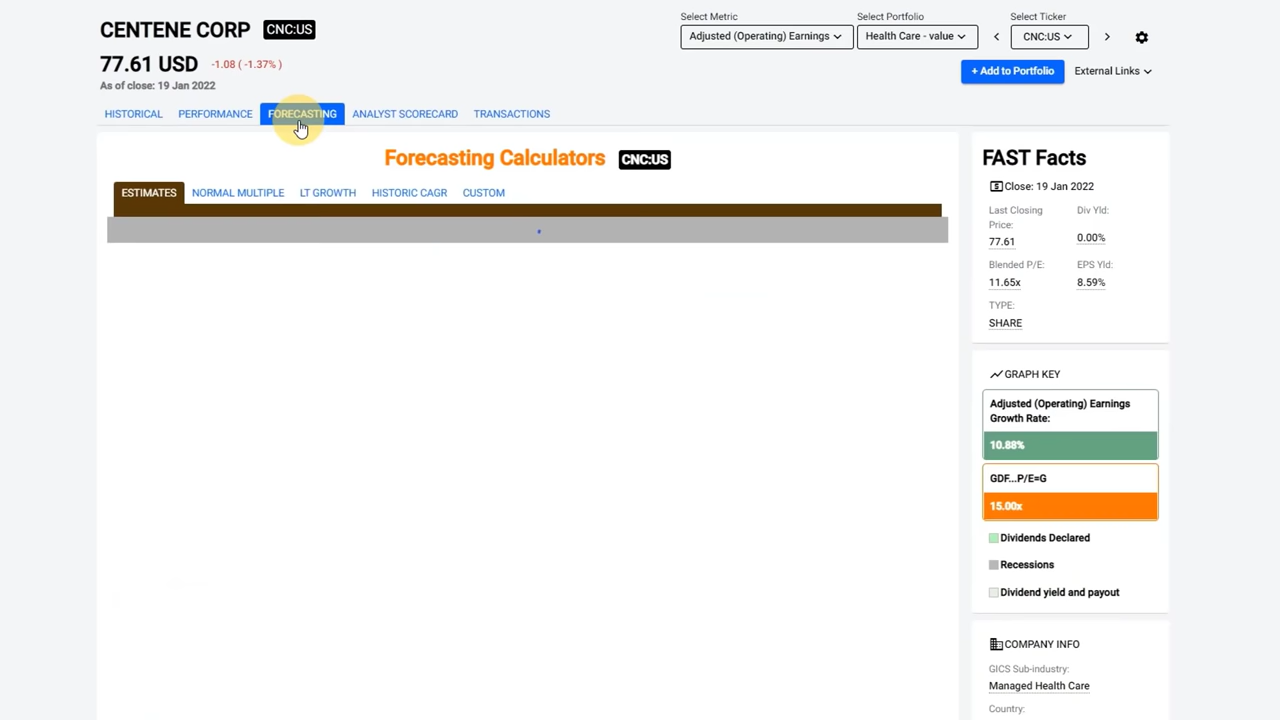 CENTENE CORP CNC:US
77.61 USD -1.08 ( -1.37% )
As of close: 19 Jan 2022
Select Metric
Adjusted (Operating) Earnings
Select Portfolio
Health Care - value
Select Ticker
CNC:US
+ Add to Portfolio
External Links
HISTORICAL PERFORMANCE FORECASTING ANALYST SCORECARD TRANSACTIONS
Forecasting Calculators CNC:US
ESTIMATES NORMAL MULTIPLE LT GROWTH HISTORIC CAGR CUSTOM
FAST Facts
Close: 19 Jan 2022
Last Closing
Price:
77.61
Div Yld:
0.00%
Blended P/E:
11.65x
EPS Yld:
8.59%
TYPE:
SHARE
GRAPH KEY
Adjusted (Operating) Earnings
Growth Rate:
10.88%
GDF...P/E=G
15.00x
Dividends Declared
Recessions
Dividend yield and payout
COMPANY INFO
GICS Sub-industry:
Managed Health Care
Country: